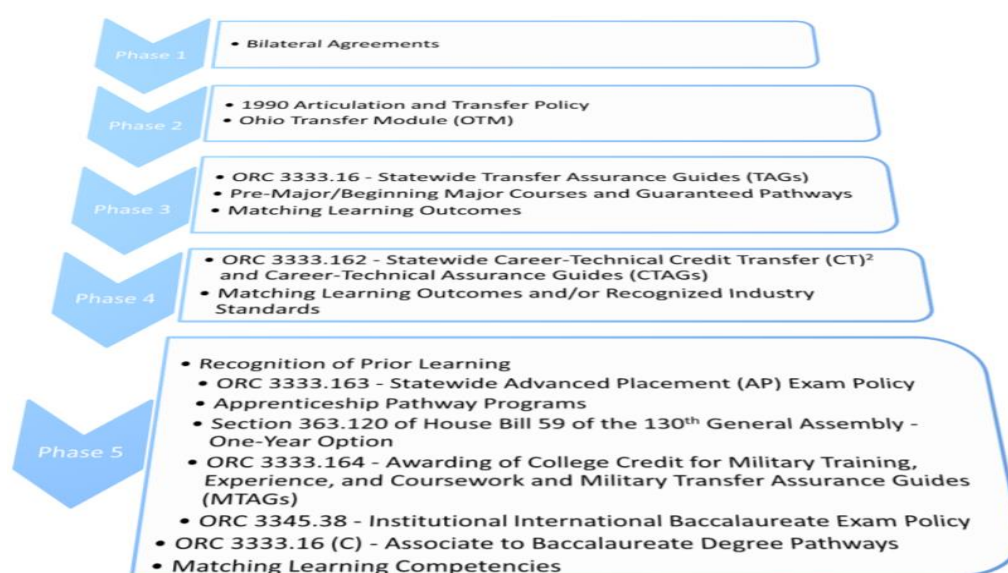 Phase 1
• Bilateral Agreements
Phase 2
• 1990 Articulation and Transfer Policy
• Ohio Transfer Module (OTM)
Phase 3
• ORC 3333.16 - Statewide Transfer Assurance Guides (TAGs)
• Pre-Major/Beginning Major Courses and Guaranteed Pathways
• Matching Learning Outcomes
Phase 4
• ORC 3333.162 - Statewide Career-Technical Credit Transfer (CT)²
and Career-Technical Assurance Guides (CTAGs)
• Matching Learning Outcomes and/or Recognized Industry
Standards
Phase 5
• Recognition of Prior Learning
• ORC 3333.163 - Statewide Advanced Placement (AP) Exam Policy
• Apprenticeship Pathway Programs
• Section 363.120 of House Bill 59 of the 130th General Assembly -
One-Year Option
• ORC 3333.164 - Awarding of College Credit for Military Training,
Experience, and Coursework and Military Transfer Assurance Guides
(MTAGs)
• ORC 3345.38 - Institutional International Baccalaureate Exam Policy
• ORC 3333.16 (C) - Associate to Baccalaureate Degree Pathways
• Matching Learning Competencies